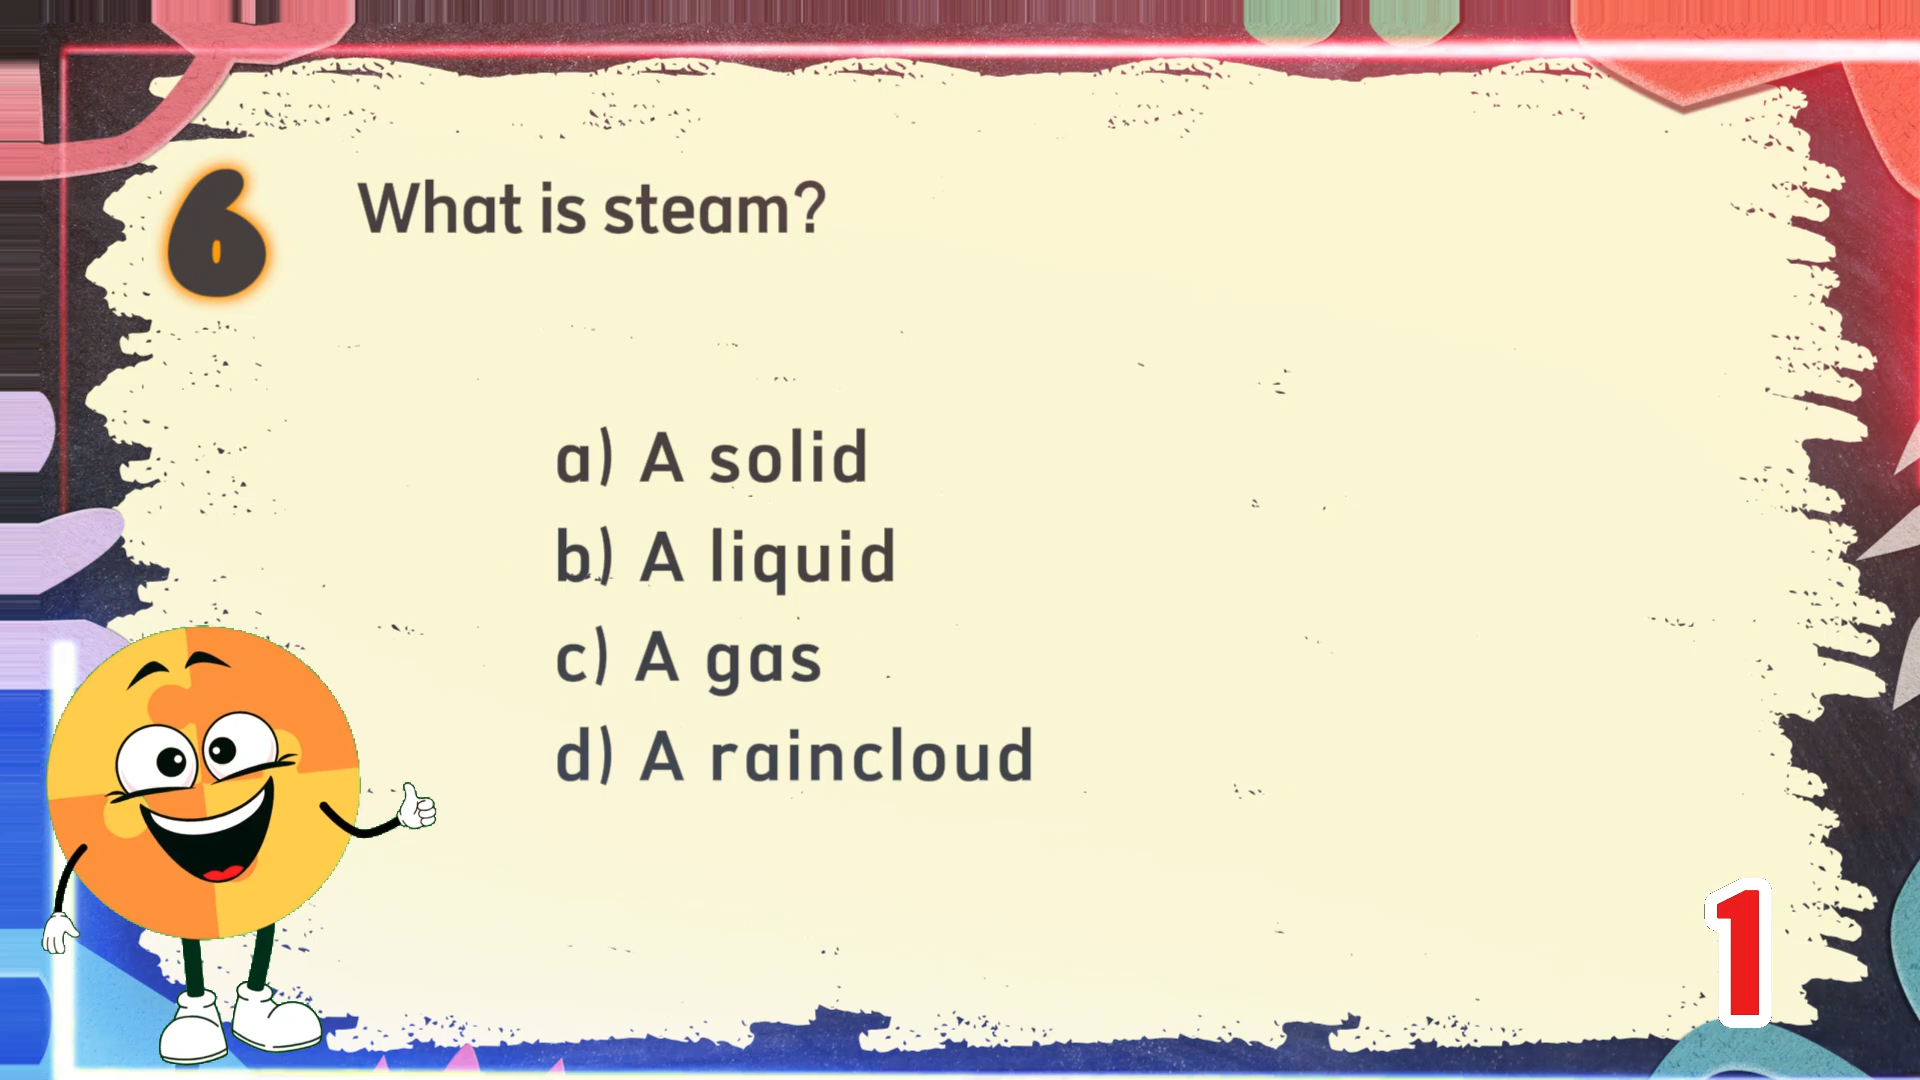 6 What is steam?
a) A solid
b) A liquid
c) A gas
d) A raincloud
1